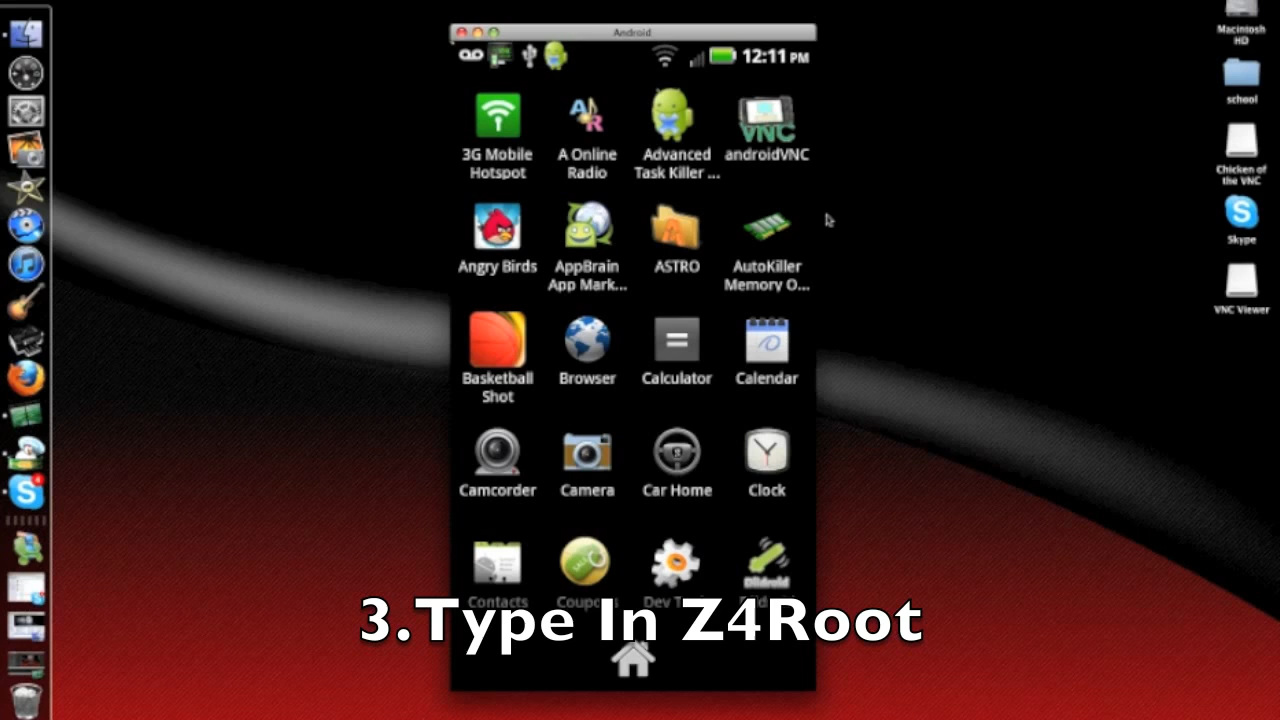 Android
12:11 PM
3G Mobile Hotspot
A Online Radio
Advanced Task Killer ...
androidVNC
Angry Birds
AppBrain App Mark...
ASTRO
AutoKiller Memory O...
Basketball Shot
Browser
Calculator
Calendar
Camcorder
Camera
Car Home
Clock
Contacts
3.Type In Z4Root
Macintosh HD
school
Chicken of the VNC
Skype
VNC Viewer